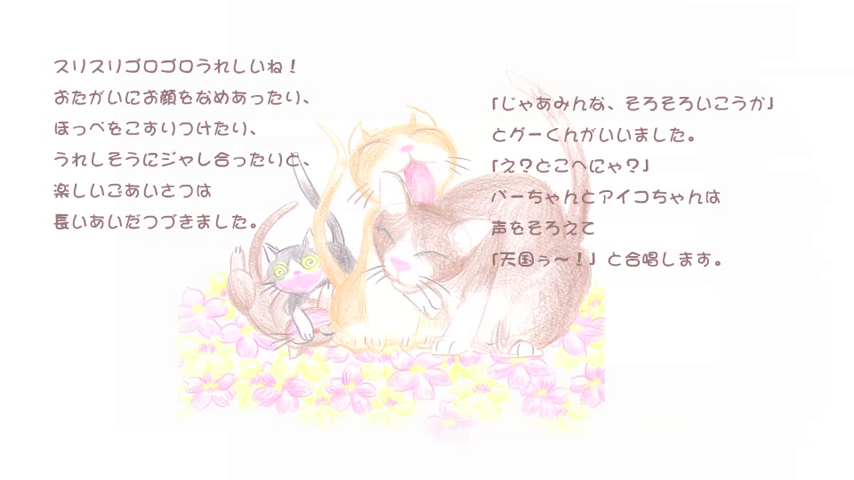 スリスリゴロゴロうれしいね！
おたがいにお顔をなめあったり、
ほっぺをこすりつけたり、
うれしそうにジャし合ったりと、
楽しいごあいさつは
長いあいだつづきました。
「じゃあみんな、そろそろいこうか」
とグーくんがいいました。
「え？どこへにゃ？」
パーちゃんとアイコちゃんは
声をそろえて
「天国ぅ～！」と合唱します。